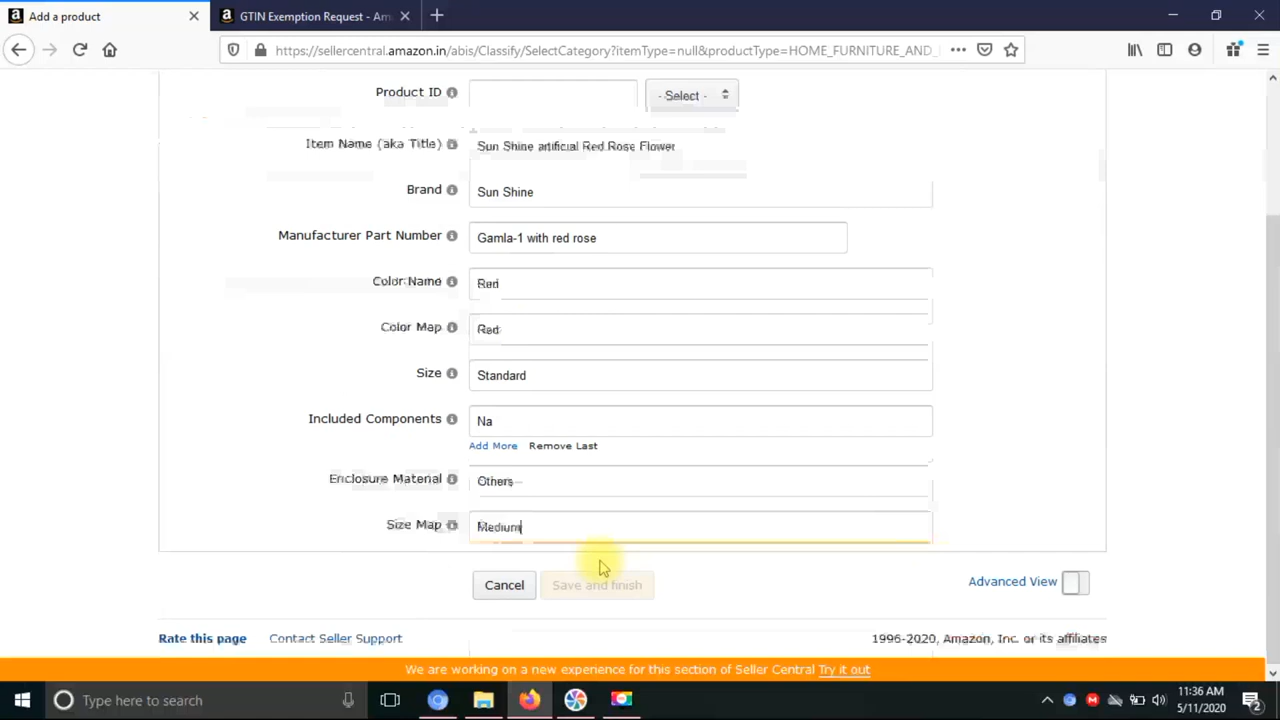 Add a product
GTIN Exemption Request - Am
https://sellercentral.amazon.in/abis/Classify/SelectCategory?itemType=null&productType=HOME_FURNITURE_AND_
Product ID - Select -
Item Name (aka Title) Sun Shine artifical Red Rose Flower
Brand Sun Shine
Manufacturer Part Number Gamla-1 with red rose
Color Name Red
Color Map Red
Size Standard
Included Components Na
Add More Remove Last
Enclosure Material Others
Size Map Medium
Cancel Save and finish Advanced View
Rate this page Contact Seller Support 1996-2020, Amazon, Inc. or its affiliates
We are working on a new experience for this section of Seller Central Try it out
Type here to search
11:36 AM
5/11/2020
2